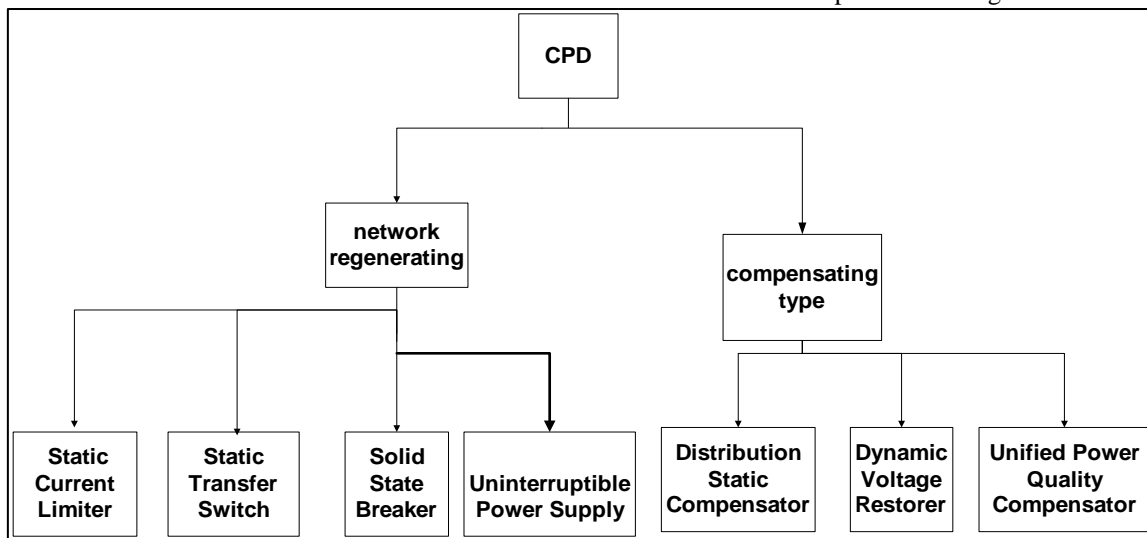 CPD
network
regenerating
compensating
type
Static
Current
Limiter
Static
Transfer
Switch
Solid
State
Breaker
Uninterruptible
Power Supply
Distribution
Static
Compensator
Dynamic
Voltage
Restorer
Unified Power
Quality
Compensator